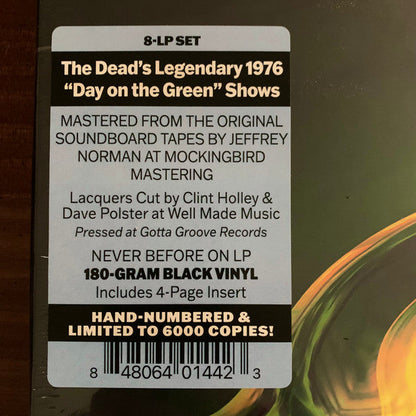 8-LP SET
The Dead's Legendary 1976
"Day on the Green" Shows
MASTERED FROM THE ORIGINAL
SOUNDBOARD TAPES BY JEFFREY
NORMAN AT MOCKINGBIRD
MASTERING
Lacquers Cut by Clint Holley &
Dave Polster at Well Made Music
Pressed at Gotta Groove Records
NEVER BEFORE ON LP
180-GRAM BLACK VINYL
Includes 4-Page Insert
HAND-NUMBERED &
LIMITED TO 6000 COPIES!
8 48064 01442 3